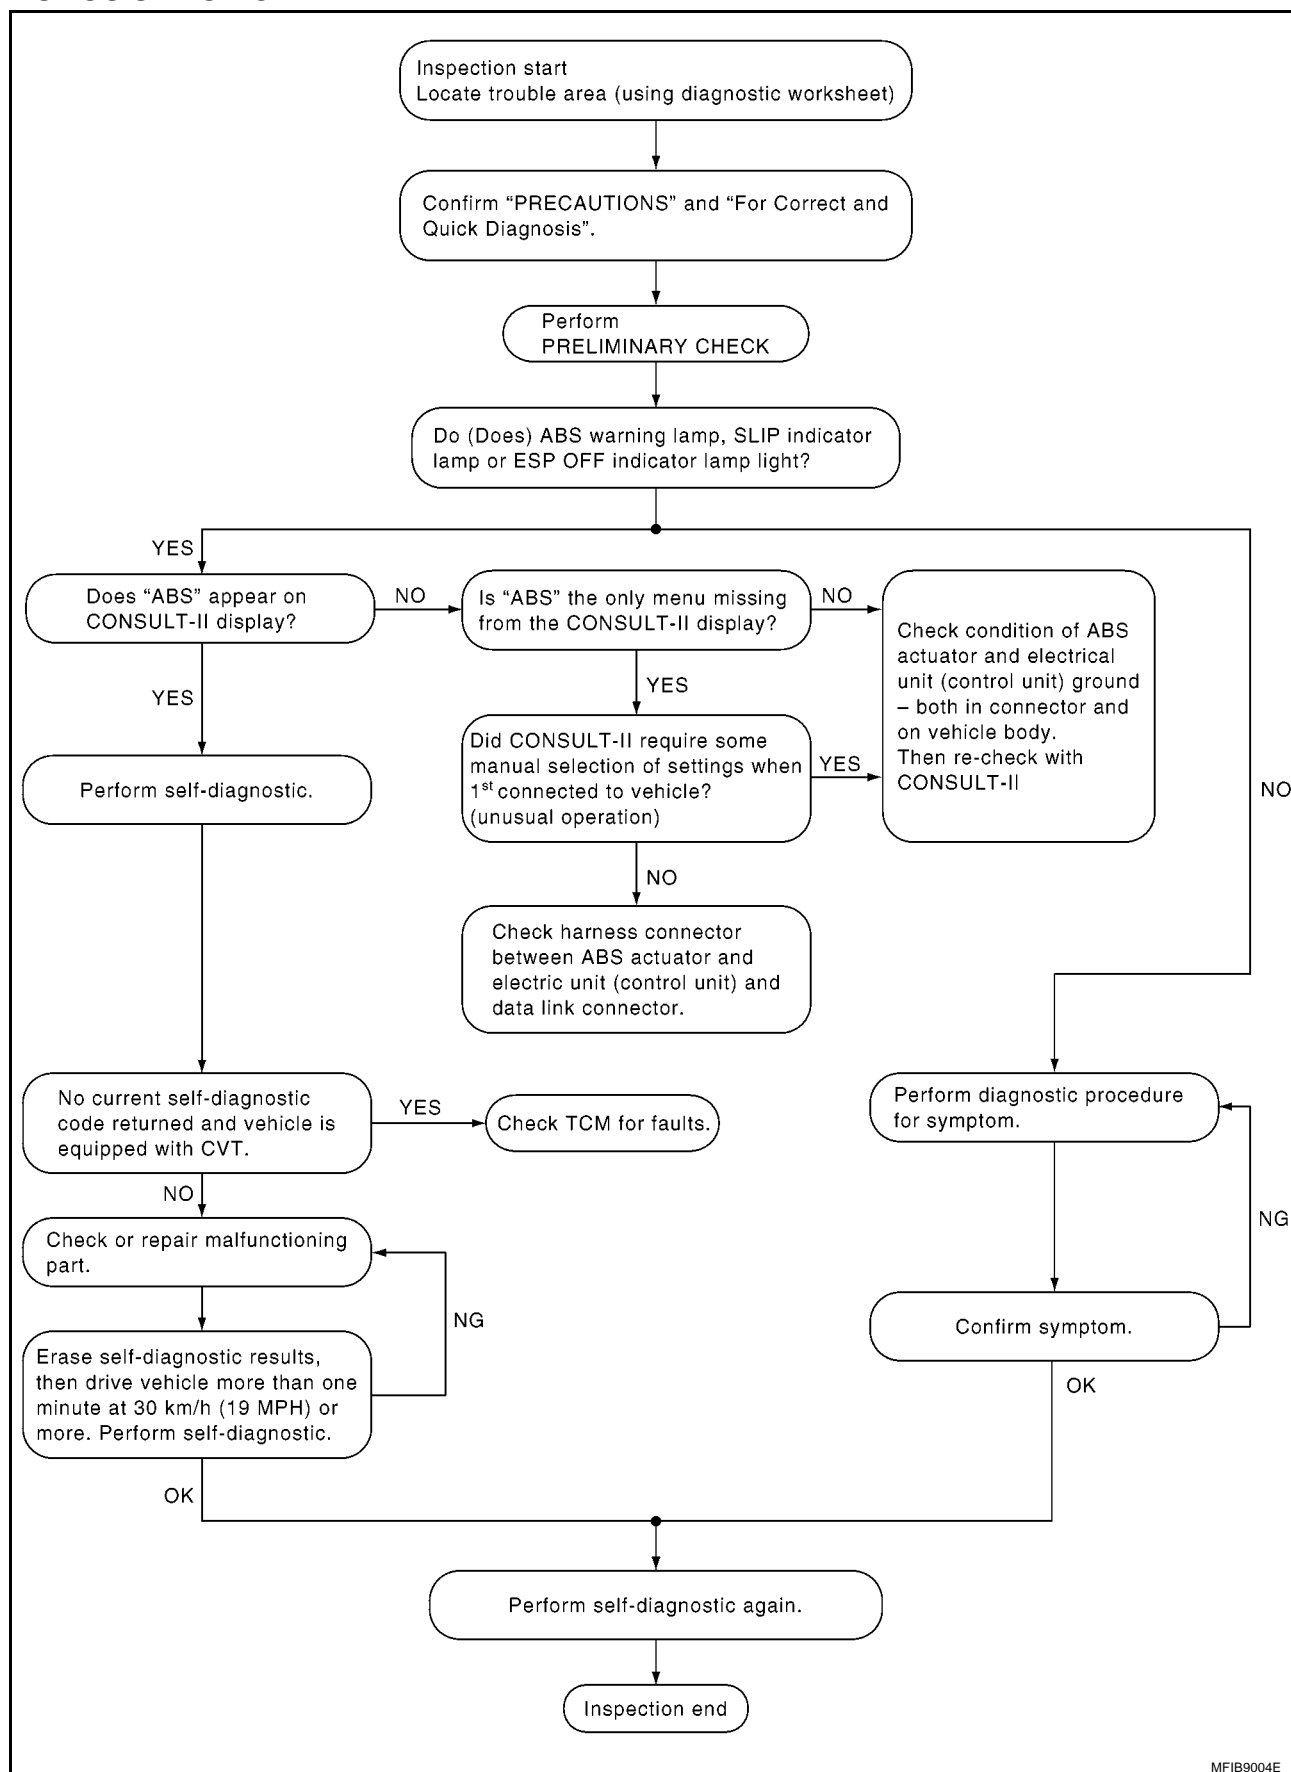 Inspection start
Locate trouble area (using diagnostic worksheet)
Confirm “PRECAUTIONS” and “For Correct and
Quick Diagnosis”.
Perform
PRELIMINARY CHECK
Do (Does) ABS warning lamp, SLIP indicator
lamp or ESP OFF indicator lamp light?
YES
Does “ABS” appear on
CONSULT-II display?
NO
Is “ABS” the only menu missing
from the CONSULT-II display?
NO
Check condition of ABS
actuator and electrical
unit (control unit) ground
– both in connector and
on vehicle body.
Then re-check with
CONSULT-II
YES
YES
Did CONSULT-II require some
manual selection of settings when
1st connected to vehicle?
(unusual operation)
YES
NO
Perform self-diagnostic.
NO
Check harness connector
between ABS actuator and
electric unit (control unit) and
data link connector.
No current self-diagnostic
code returned and vehicle is
equipped with CVT.
YES
Check TCM for faults.
Perform diagnostic procedure
for symptom.
NO
Check or repair malfunctioning
part.
NG
NG
Erase self-diagnostic results,
then drive vehicle more than one
minute at 30 km/h (19 MPH) or
more. Perform self-diagnostic.
Confirm symptom.
OK
OK
Perform self-diagnostic again.
Inspection end
MFIB9004E